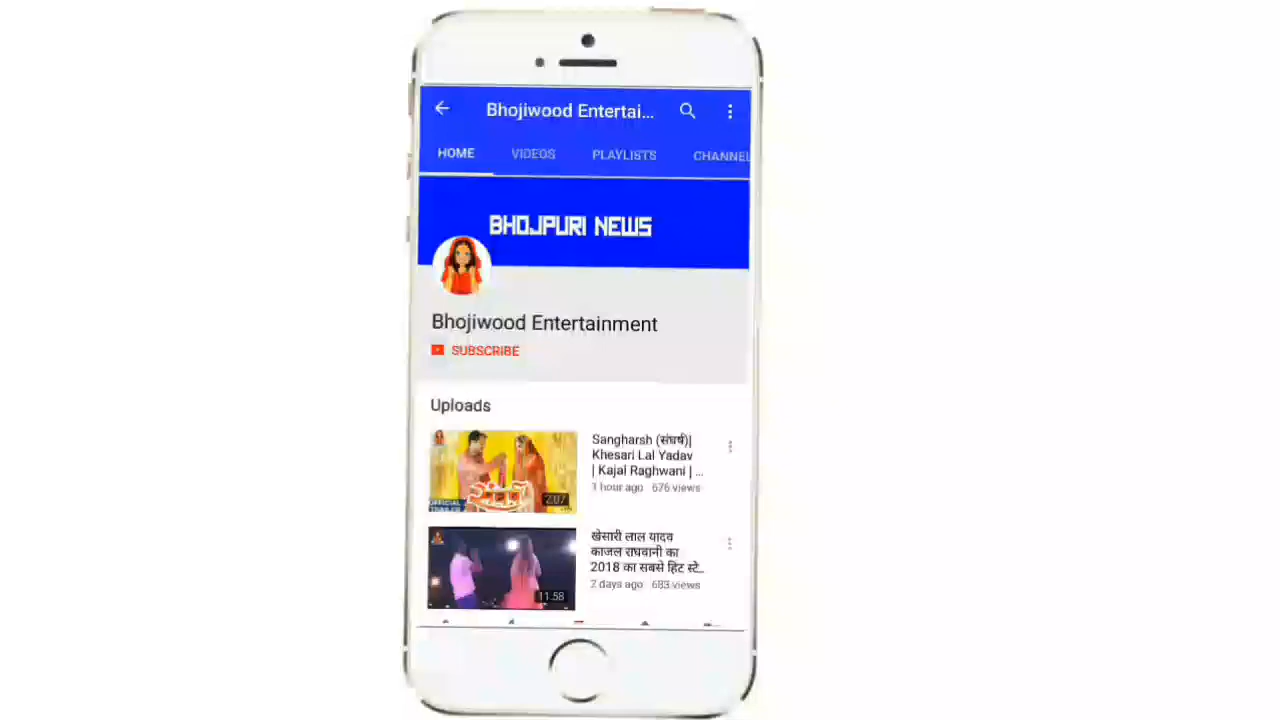 Bhojiwood Entertai...
HOME VIDEOS PLAYLISTS CHANNEL
BHOJPURI NEWS
Bhojiwood Entertainment
SUBSCRIBE
Uploads
Sangharsh (संघर्ष)|
Khesari Lal Yadav
| Kajal Raghwani | ...
1 hour ago 676 views
OFFICIAL
TRAILER
2:07
खेसारी लाल यादव
काजल राघवानी का
2018 का सबसे हिट स्टे...
2 days ago 683 views
11:58